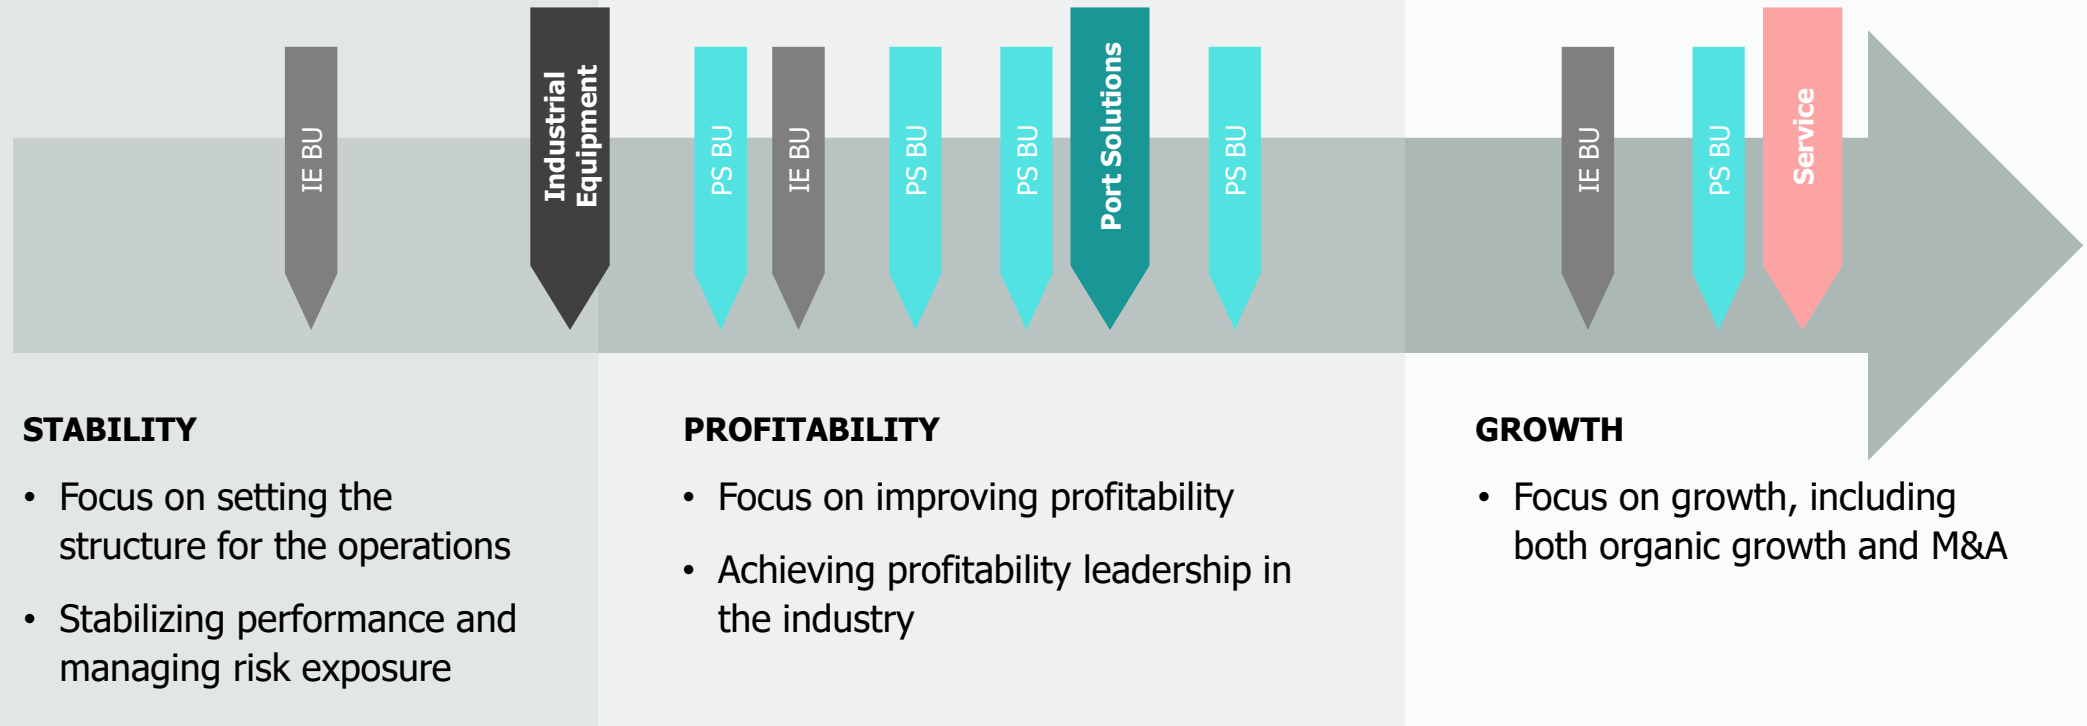 IE BU
Industrial
Equipment
PS BU
IE BU
PS BU
PS BU
Port Solutions
PS BU
IE BU
PS BU
Service
STABILITY
• Focus on setting the
structure for the operations
• Stabilizing performance and
managing risk exposure
PROFITABILITY
• Focus on improving profitability
• Achieving profitability leadership in
the industry
GROWTH
• Focus on growth, including
both organic growth and M&A